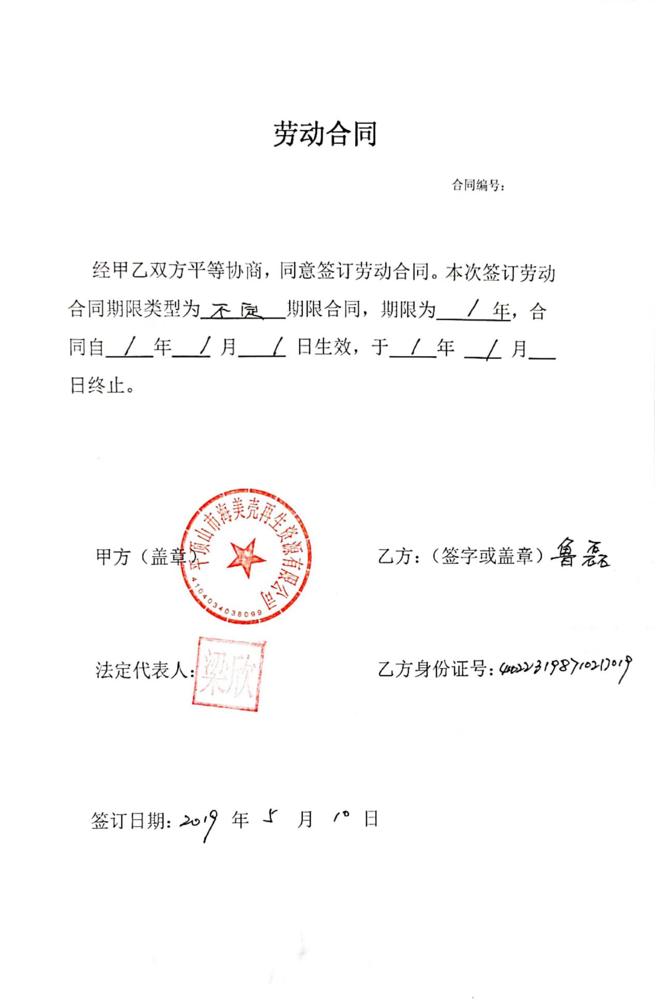 劳动合同
合同编号：
经甲乙双方平等协商，同意签订劳动合同。本次签订劳动
合同期限类型为 不定 期限合同，期限为 / 年，合
同自 / 年 / 月 / 日生效，于 / 年 / 月
日终止。
平顶山市海美壳再生资源有限公司
4104034038099
甲方（盖章） 乙方：（签字或盖章）鲁磊
法定代表人：梁欣 乙方身份证号：
签订日期：2019 年 5 月 10 日